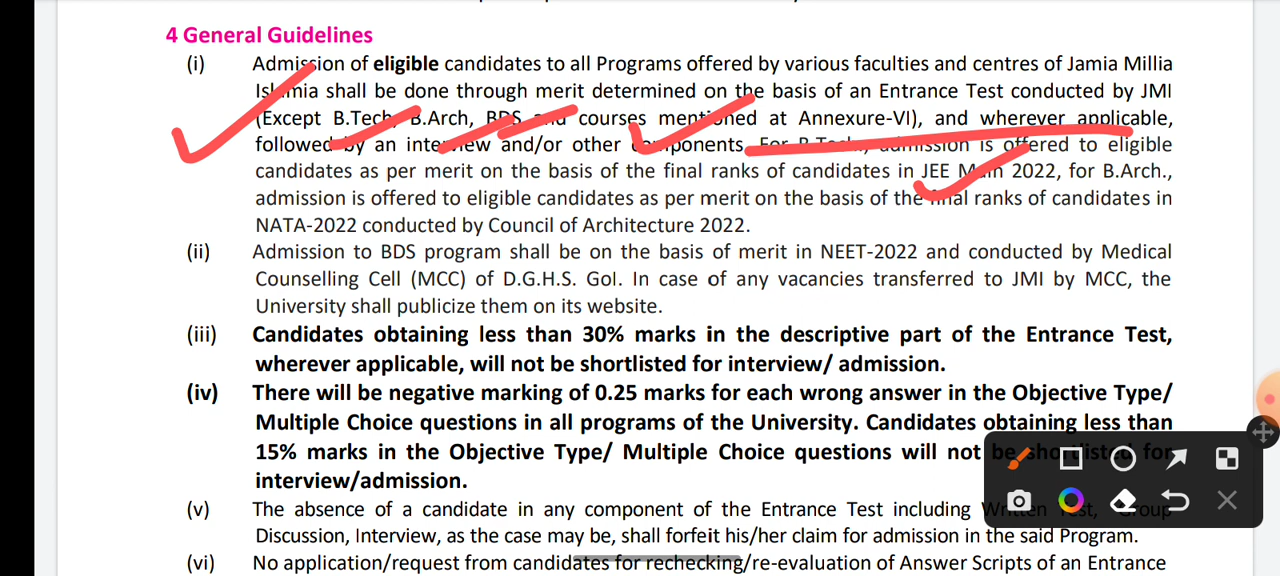 4 General Guidelines
(i) Admission of eligible candidates to all Programs offered by various faculties and centres of Jamia Millia
Islamia shall be done through merit determined on the basis of an Entrance Test conducted by JMI
(Except B.Tech, B.Arch, BDS and courses mentioned at Annexure-VI), and wherever applicable,
followed by an interview and/or other components. For B.Tech., admission is offered to eligible
candidates as per merit on the basis of the final ranks of candidates in JEE Main 2022, for B.Arch.,
admission is offered to eligible candidates as per merit on the basis of the final ranks of candidates in
NATA-2022 conducted by Council of Architecture 2022.
(ii) Admission to BDS program shall be on the basis of merit in NEET-2022 and conducted by Medical
Counselling Cell (MCC) of D.G.H.S. GoI. In case of any vacancies transferred to JMI by MCC, the
University shall publicize them on its website.
(iii) Candidates obtaining less than 30% marks in the descriptive part of the Entrance Test,
wherever applicable, will not be shortlisted for interview/ admission.
(iv) There will be negative marking of 0.25 marks for each wrong answer in the Objective Type/
Multiple Choice questions in all programs of the University. Candidates obtaining less than
15% marks in the Objective Type/ Multiple Choice questions will not be shortlisted for
interview/admission.
(v) The absence of a candidate in any component of the Entrance Test including Written Test, Group
Discussion, Interview, as the case may be, shall forfeit his/her claim for admission in the said Program.
(vi) No application/request from candidates for rechecking/re-evaluation of Answer Scripts of an Entrance